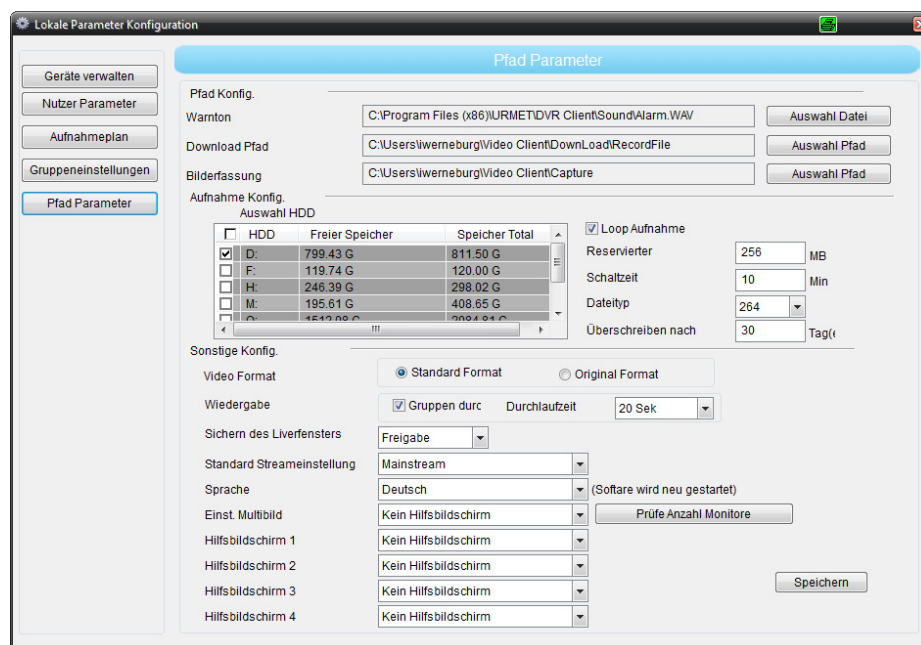 Lokale Parameter Konfiguration
Geräte verwalten
Nutzer Parameter
Aufnahmeplan
Gruppeneinstellungen
Pfad Parameter
Pfad Parameter
Pfad Konfig.
Warnton C:\Program Files (x86)\URMET\DVR Client\Sound\Alarm.WAV Auswahl Datei
Download Pfad C:\Users\iwerneburg\Video Client\DownLoad\RecordFile Auswahl Pfad
Bilderfassung C:\Users\iwerneburg\Video Client\Capture Auswahl Pfad
Aufnahme Konfig.
Auswahl HDD
HDD Freier Speicher Speicher Total
D: 799.43 G 811.50 G
F: 119.74 G 120.00 G
H: 246.39 G 298.02 G
M: 195.61 G 408.65 G
Loop Aufnahme
Reservierter 256 MB
Schaltzeit 10 Min
Dateityp 264
Überschreiben nach 30 Tag(e
Sonstige Konfig.
Video Format Standard Format Original Format
Wiedergabe Gruppen durc Durchlaufzeit 20 Sek
Sichern des Liverfensters Freigabe
Standard Streameinstellung Mainstream
Sprache Deutsch (Softare wird neu gestartet)
Einst. Multibild Kein Hilfsbildschirm Prüfe Anzahl Monitore
Hilfsbildschirm 1 Kein Hilfsbildschirm
Hilfsbildschirm 2 Kein Hilfsbildschirm
Hilfsbildschirm 3 Kein Hilfsbildschirm
Hilfsbildschirm 4 Kein Hilfsbildschirm
Speichern